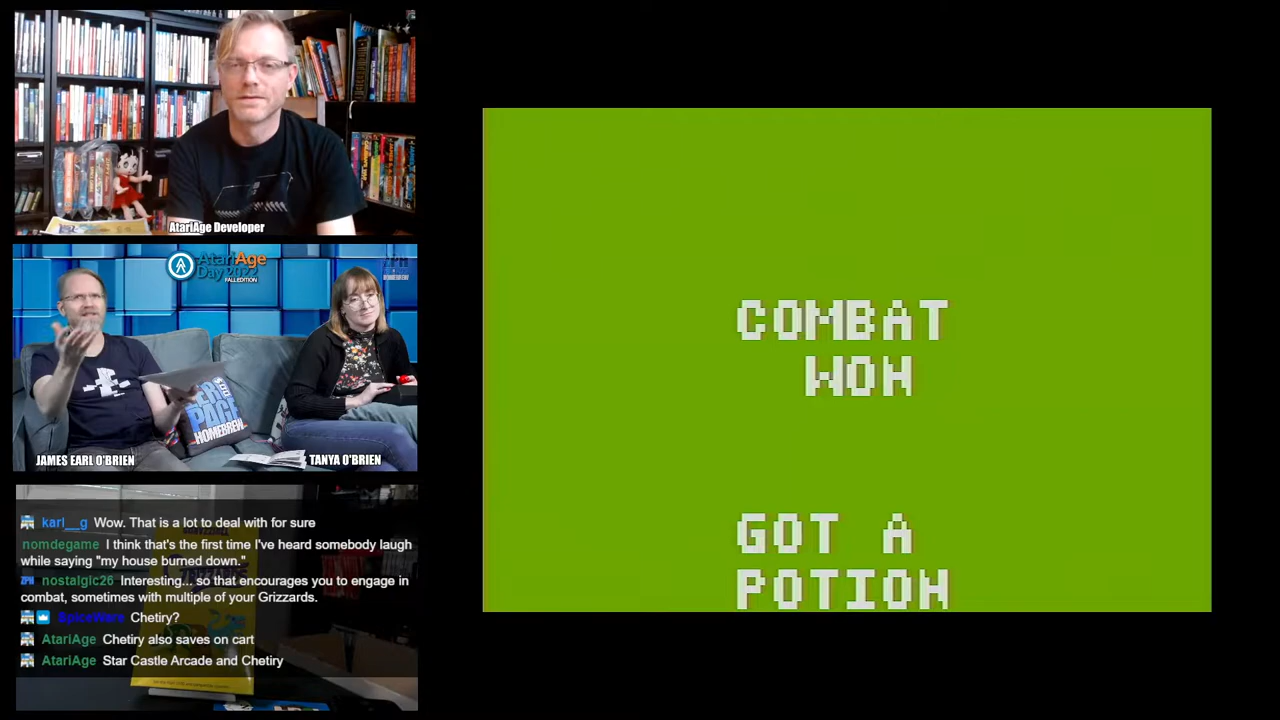 AtariAge Developer
AtariAge
Day 2022
FALL EDITION
ZERO
PAGE
HOMEBREW
JAMES EARL O'BRIEN
TANYA O'BRIEN
karl__g Wow. That is a lot to deal with for sure
nomdegame I think that's the first time I've heard somebody laugh
while saying "my house burned down."
nostalgic26 Interesting... so that encourages you to engage in
combat, sometimes with multiple of your Grizzards.
SpiceWare Chetiry?
AtariAge Chetiry also saves on cart
AtariAge Star Castle Arcade and Chetiry
COMBAT
WON
GOT A
POTION